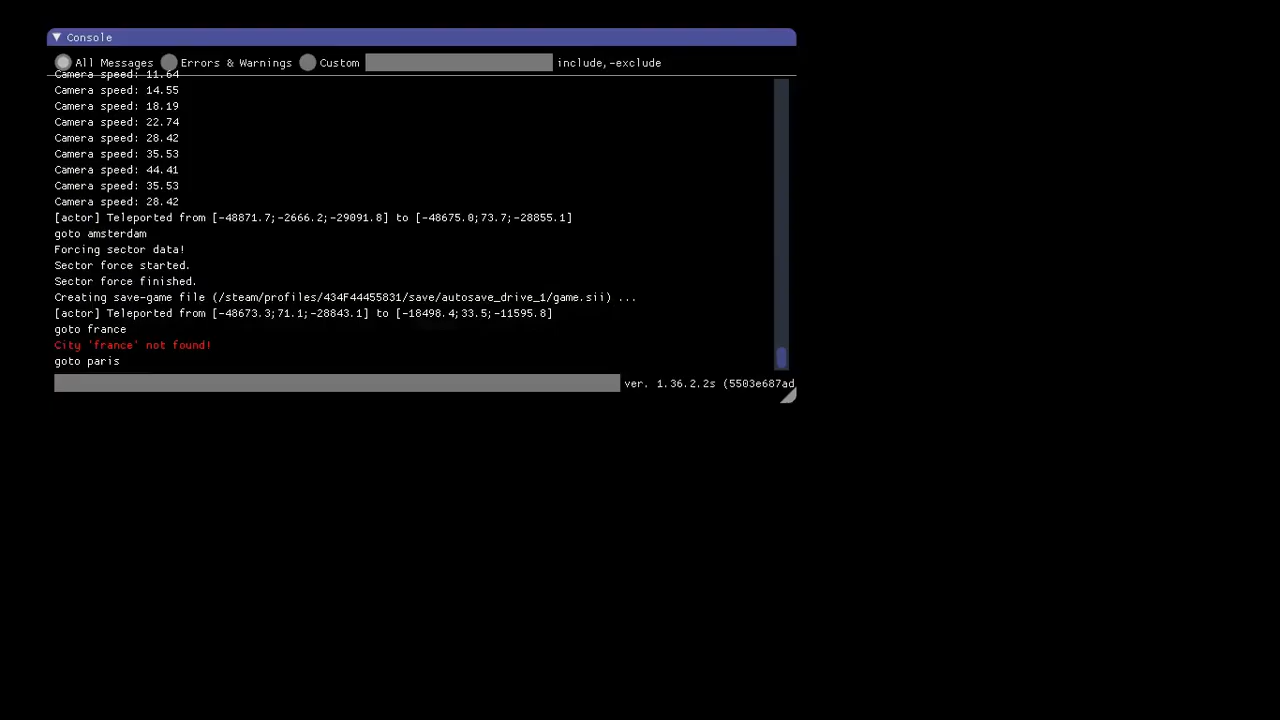 Console
All Messages Errors & Warnings Custom include,-exclude
Camera speed: 11.64
Camera speed: 14.55
Camera speed: 18.19
Camera speed: 22.74
Camera speed: 28.42
Camera speed: 35.53
Camera speed: 44.41
Camera speed: 35.53
Camera speed: 28.42
[actor] Teleported from [-48871.7;-2666.2;-29091.8] to [-48675.0;73.7;-28855.1]
goto amsterdam
Forcing sector data!
Sector force started.
Sector force finished.
Creating save-game file (/steam/profiles/434F44455831/save/autosave_drive_1/game.sii) ...
[actor] Teleported from [-48673.3;71.1;-28843.1] to [-18498.4;33.5;-11595.8]
goto france
City 'france' not found!
goto paris
ver. 1.36.2.2s (5503e687ad